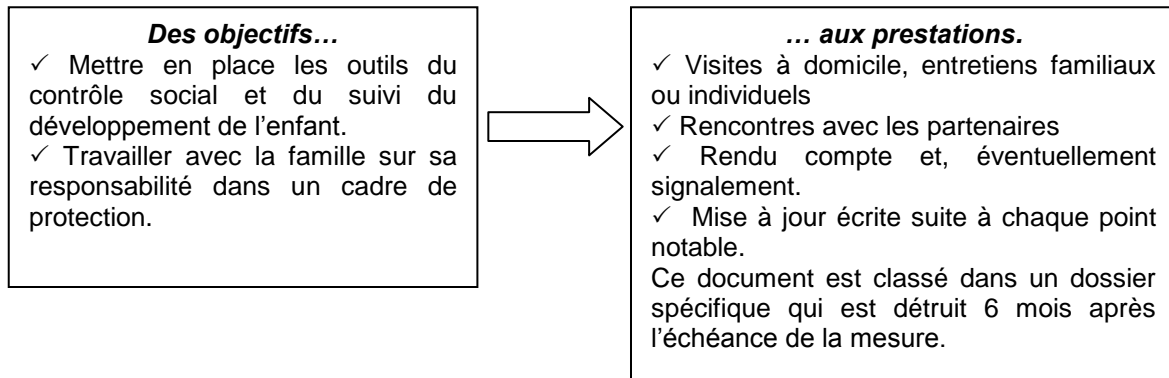 Des objectifs…
✓ Mettre en place les outils du
contrôle social et du suivi du
développement de l’enfant.
✓ Travailler avec la famille sur sa
responsabilité dans un cadre de
protection.
… aux prestations.
✓ Visites à domicile, entretiens familiaux
ou individuels
✓ Rencontres avec les partenaires
✓ Rendu compte et, éventuellement
signalement.
✓ Mise à jour écrite suite à chaque point
notable.
Ce document est classé dans un dossier
spécifique qui est détruit 6 mois après
l’échéance de la mesure.